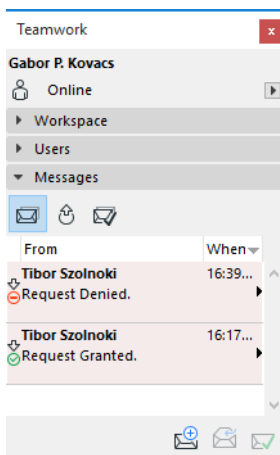 Teamwork
x
Gabor P. Kovacs
Online
Workspace
Users
Messages
From When
Tibor Szolnoki 16:39...
Request Denied.
Tibor Szolnoki 16:17...
Request Granted.